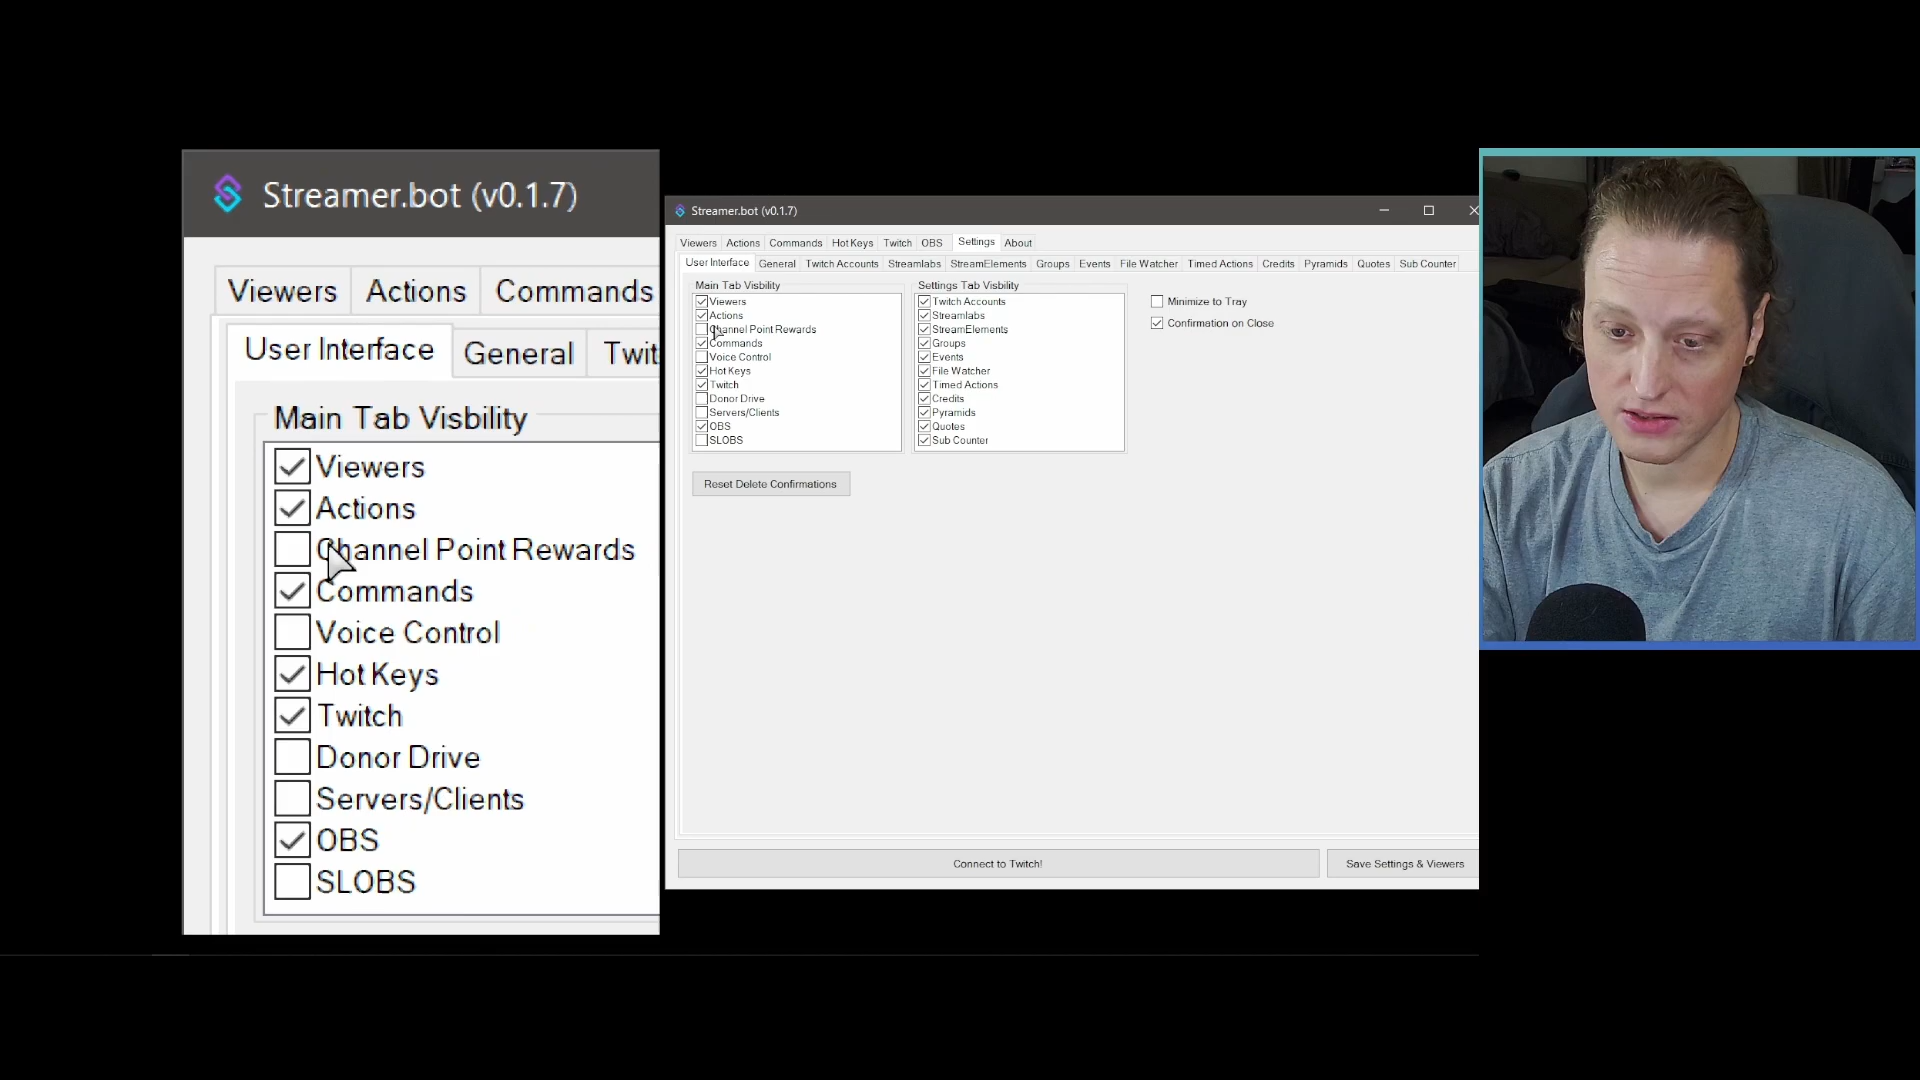 Streamer.bot (v0.1.7)
Viewers Actions Commands
User Interface General Twit
Main Tab Visbility
Viewers
Actions
Channel Point Rewards
Commands
Voice Control
Hot Keys
Twitch
Donor Drive
Servers/Clients
OBS
SLOBS
Streamer.bot (v0.1.7)
Viewers Actions Commands Hot Keys Twitch OBS Settings About
User Interface General Twitch Accounts Streamlabs StreamElements Groups Events File Watcher Timed Actions Credits Pyramids Quotes Sub Counter
Main Tab Visbility
Viewers
Actions
Channel Point Rewards
Commands
Voice Control
Hot Keys
Twitch
Donor Drive
Servers/Clients
OBS
SLOBS
Settings Tab Visbility
Twitch Accounts
Streamlabs
StreamElements
Groups
Events
File Watcher
Timed Actions
Credits
Pyramids
Quotes
Sub Counter
Minimize to Tray
Confirmation on Close
Reset Delete Confirmations
Connect to Twitch!
Save Settings & Viewers